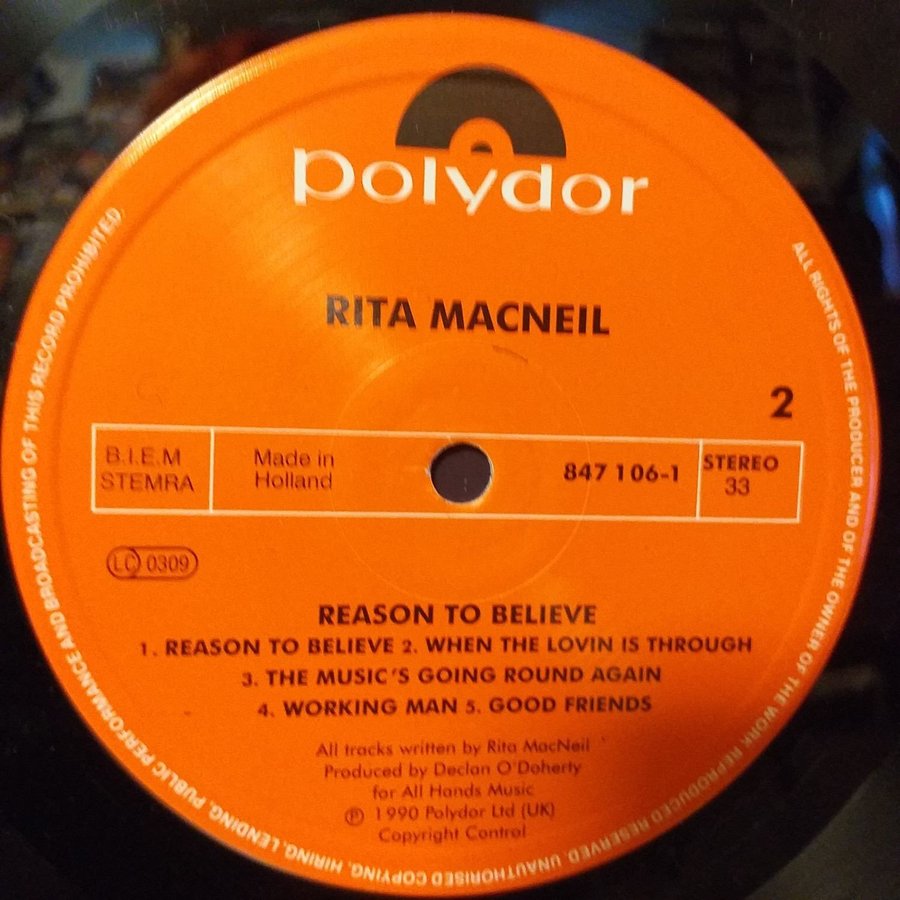 polydor
RITA MACNEIL
2
B.I.E.M
STEMRA
Made in
Holland
847 106-1
STEREO
33
LC 0309
REASON TO BELIEVE
1. REASON TO BELIEVE 2. WHEN THE LOVIN IS THROUGH
3. THE MUSIC'S GOING ROUND AGAIN
4. WORKING MAN 5. GOOD FRIENDS
All tracks written by Rita MacNeil
Produced by Declan O'Doherty
for All Hands Music
℗ 1990 Polydor Ltd (UK)
Copyright Control
ALL RIGHTS OF THE PRODUCER AND OF THE OWNER OF THE WORK REPRODUCED RESERVED. UNAUTHORISED COPYING, HIRING, LENDING, PUBLIC PERFORMANCE AND BROADCASTING OF THIS RECORD PROHIBITED.